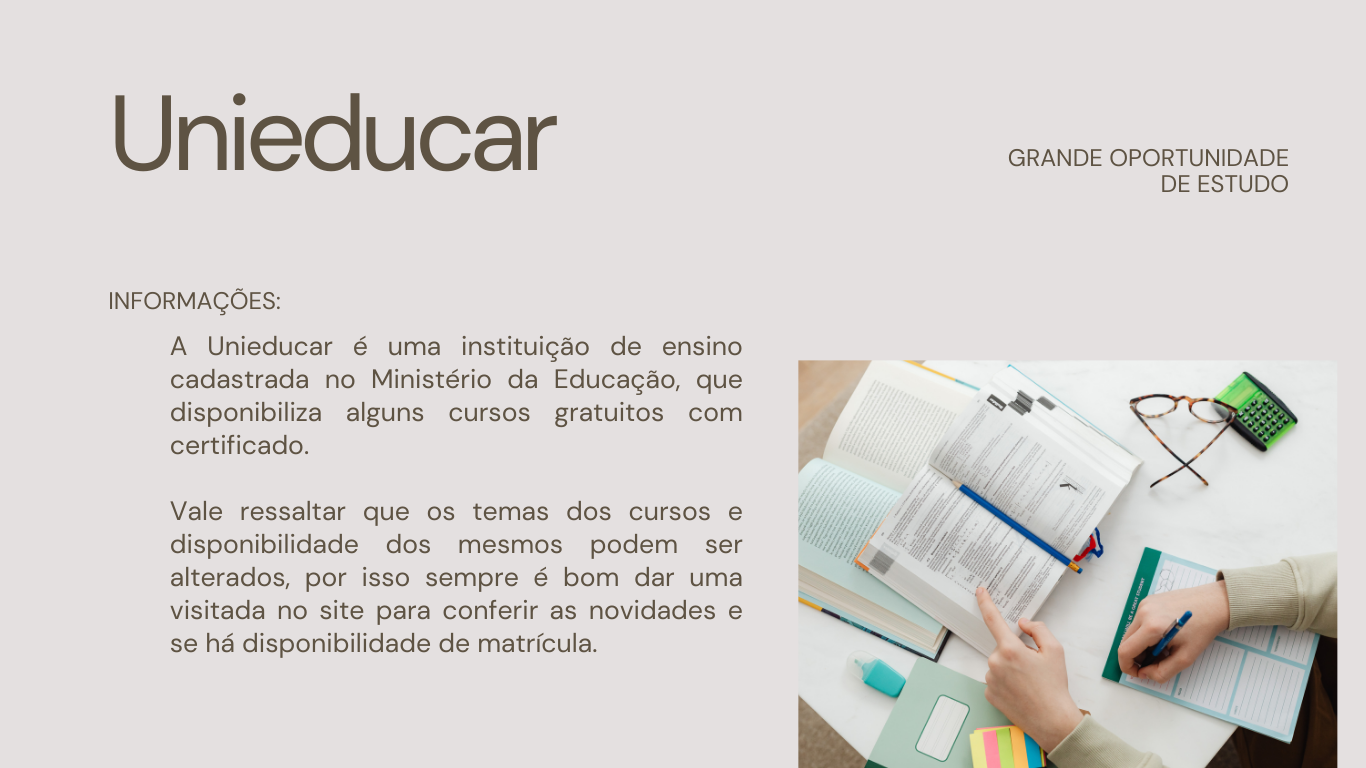 Unieducar
GRANDE OPORTUNIDADE
DE ESTUDO
INFORMAÇÕES:
A Unieducar é uma instituição de ensino
cadastrada no Ministério da Educação, que
disponibiliza alguns cursos gratuitos com
certificado.
Vale ressaltar que os temas dos cursos e
disponibilidade dos mesmos podem ser
alterados, por isso sempre é bom dar uma
visitada no site para conferir as novidades e
se há disponibilidade de matrícula.